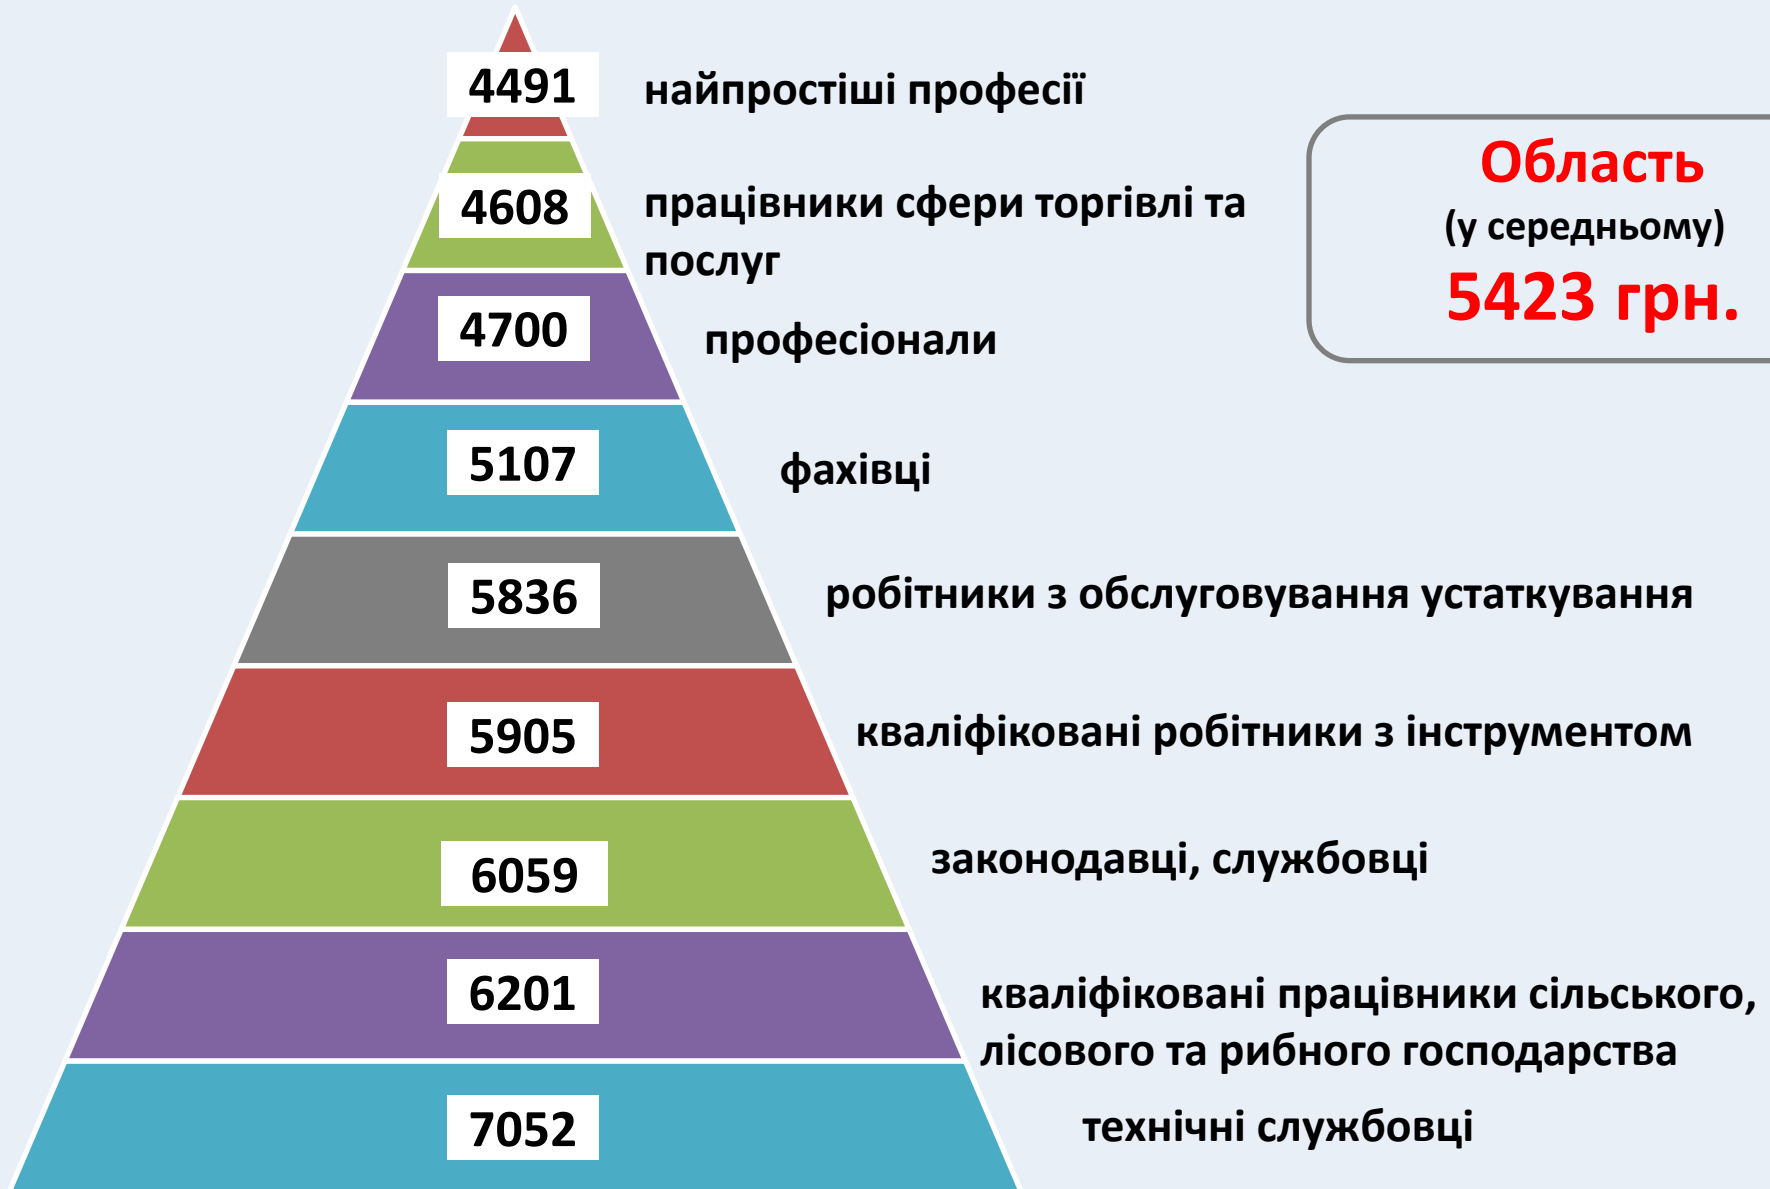 4491
найпростіші професії
Область
(у середньому)
5423 грн.
4608
працівники сфери торгівлі та
послуг
4700
професіонали
5107
фахівці
5836
робітники з обслуговування устаткування
5905
кваліфіковані робітники з інструментом
6059
законодавці, службовці
6201
кваліфіковані працівники сільського,
лісового та рибного господарства
7052
технічні службовці